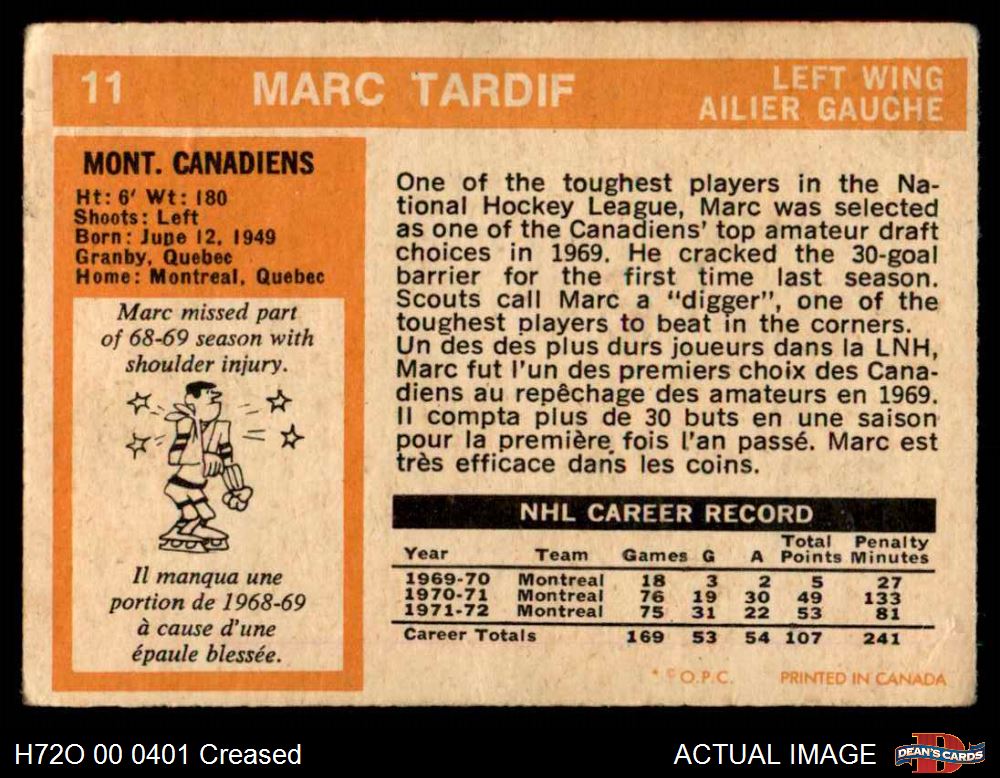 11 MARC TARDIF LEFT WING
AILIER GAUCHE
MONT. CANADIENS
Ht: 6' Wt: 180
Shoots: Left
Born: June 12, 1949
Granby, Quebec
Home: Montreal, Quebec
Marc missed part
of 68-69 season with
shoulder injury.
Il manqua une
portion de 1968-69
à cause d'une
épaule blessée.
One of the toughest players in the Na-
tional Hockey League, Marc was selected
as one of the Canadiens' top amateur draft
choices in 1969. He cracked the 30-goal
barrier for the first time last season.
Scouts call Marc a "digger", one of the
toughest players to beat in the corners.
Un des des plus durs joueurs dans la LNH,
Marc fut l'un des premiers choix des Cana-
diens au repêchage des amateurs en 1969.
Il compta plus de 30 buts en une saison
pour la première fois l'an passé. Marc est
très efficace dans les coins.
NHL CAREER RECORD
Year Team Games G A Total Points Penalty Minutes
1969-70 Montreal 18 3 2 5 27
1970-71 Montreal 76 19 30 49 133
1971-72 Montreal 75 31 22 53 81
Career Totals 169 53 54 107 241
* © O.P.C. PRINTED IN CANADA
H72O 00 0401 Creased ACTUAL IMAGE DEAN'S CARDS